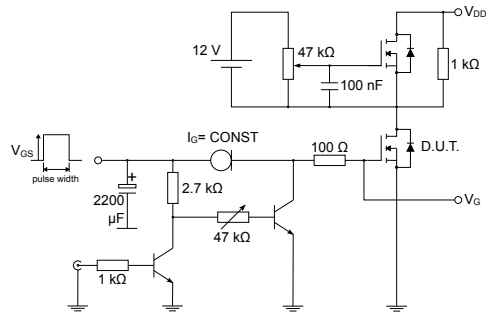 V_DD
12 V
47 kΩ
1 kΩ
100 nF
I_G= CONST
100 Ω
D.U.T.
V_GS
pulse width
+
2200
μF
2.7 kΩ
47 kΩ
V_G
1 kΩ